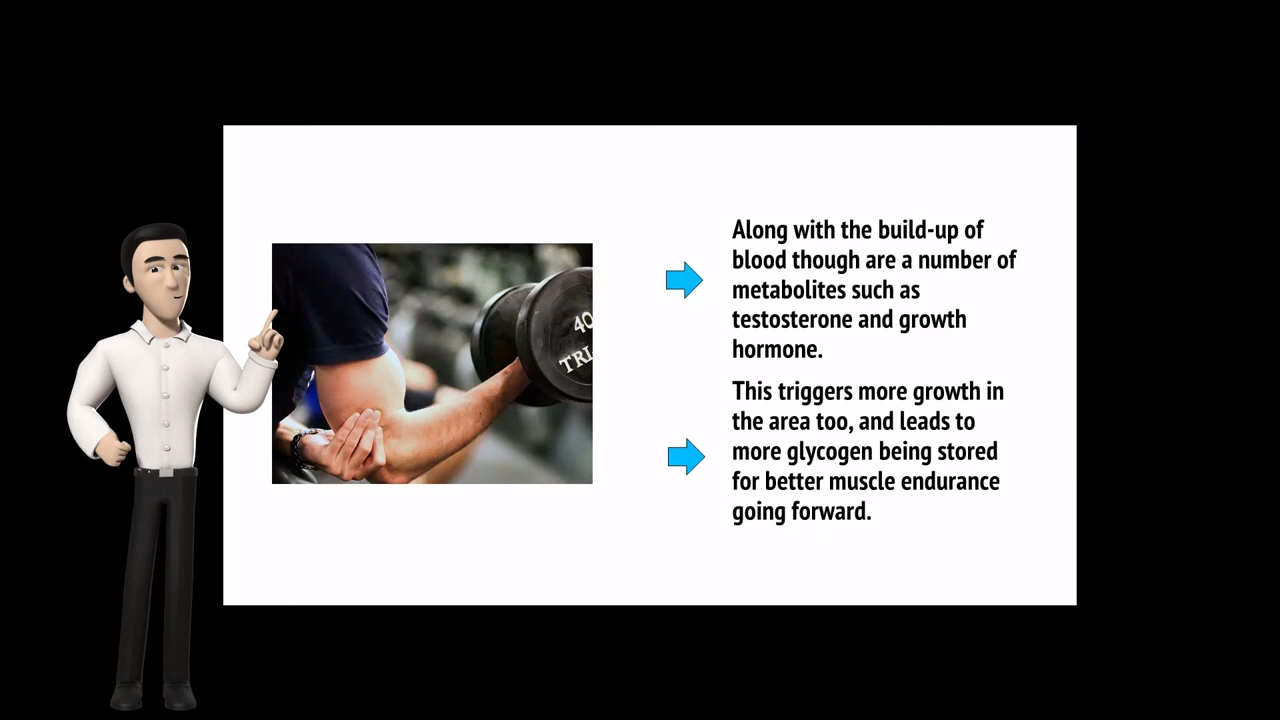 40
TRI
Along with the build-up of
blood though are a number of
metabolites such as
testosterone and growth
hormone.
This triggers more growth in
the area too, and leads to
more glycogen being stored
for better muscle endurance
going forward.